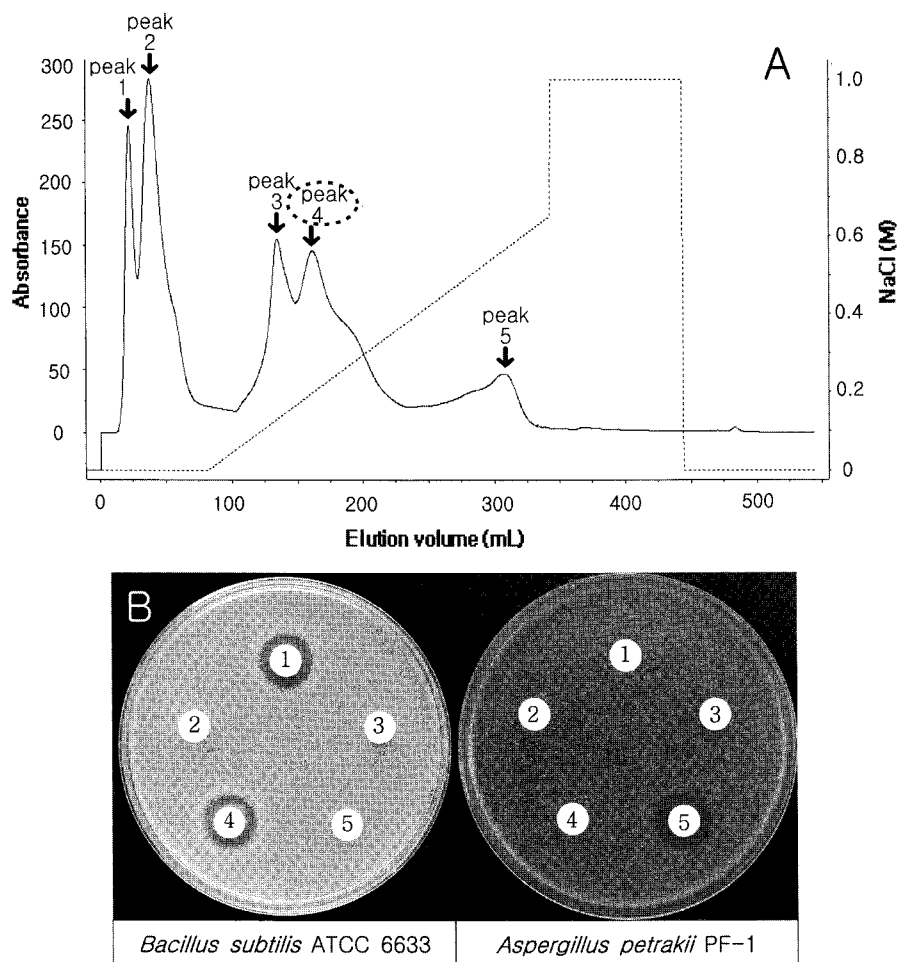 peak
2
peak
1
A
300
250
200
150
100
50
0
Absorbance
peak
3
peak
4
peak
5
1.0
0.8
0.6
0.4
0.2
0
NaCl (M)
0
100
200
300
400
500
Elution volume (mL)
B
1
2
3
4
5
1
2
3
4
5
Bacillus subtilis ATCC 6633
Aspergillus petrakii PF-1